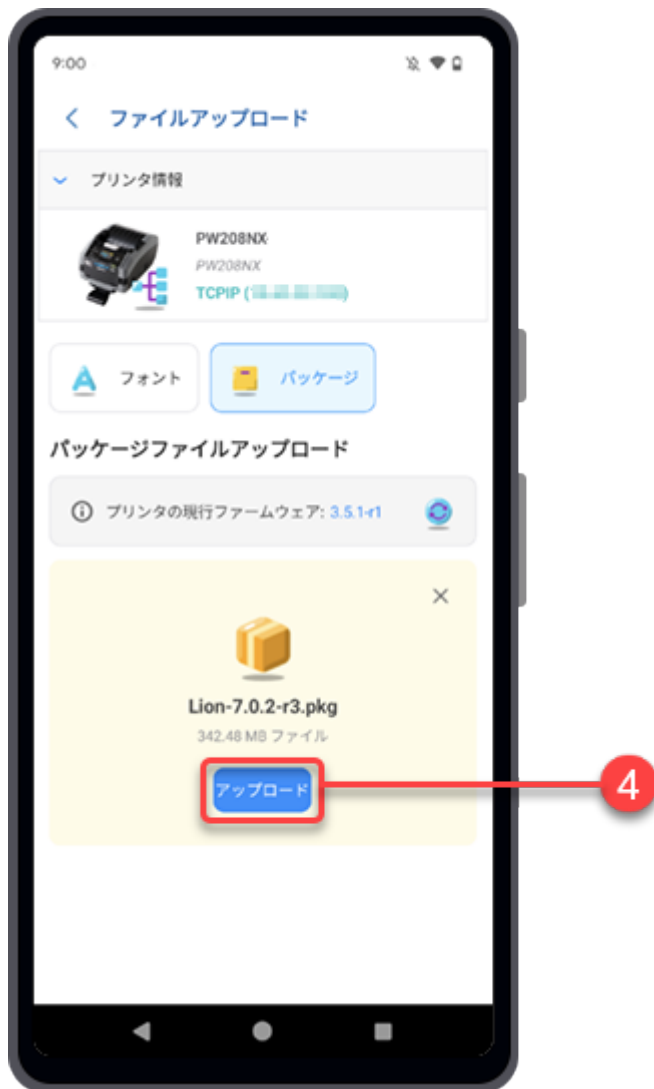 9:00
ファイルアップロード
プリンタ情報
PW208NX
PW208NX
TCPIP (
フォント
パッケージ
パッケージファイルアップロード
プリンタの現行ファームウェア: 3.5.1-r1
Lion-7.0.2-r3.pkg
342.48 MB ファイル
アップロード
4